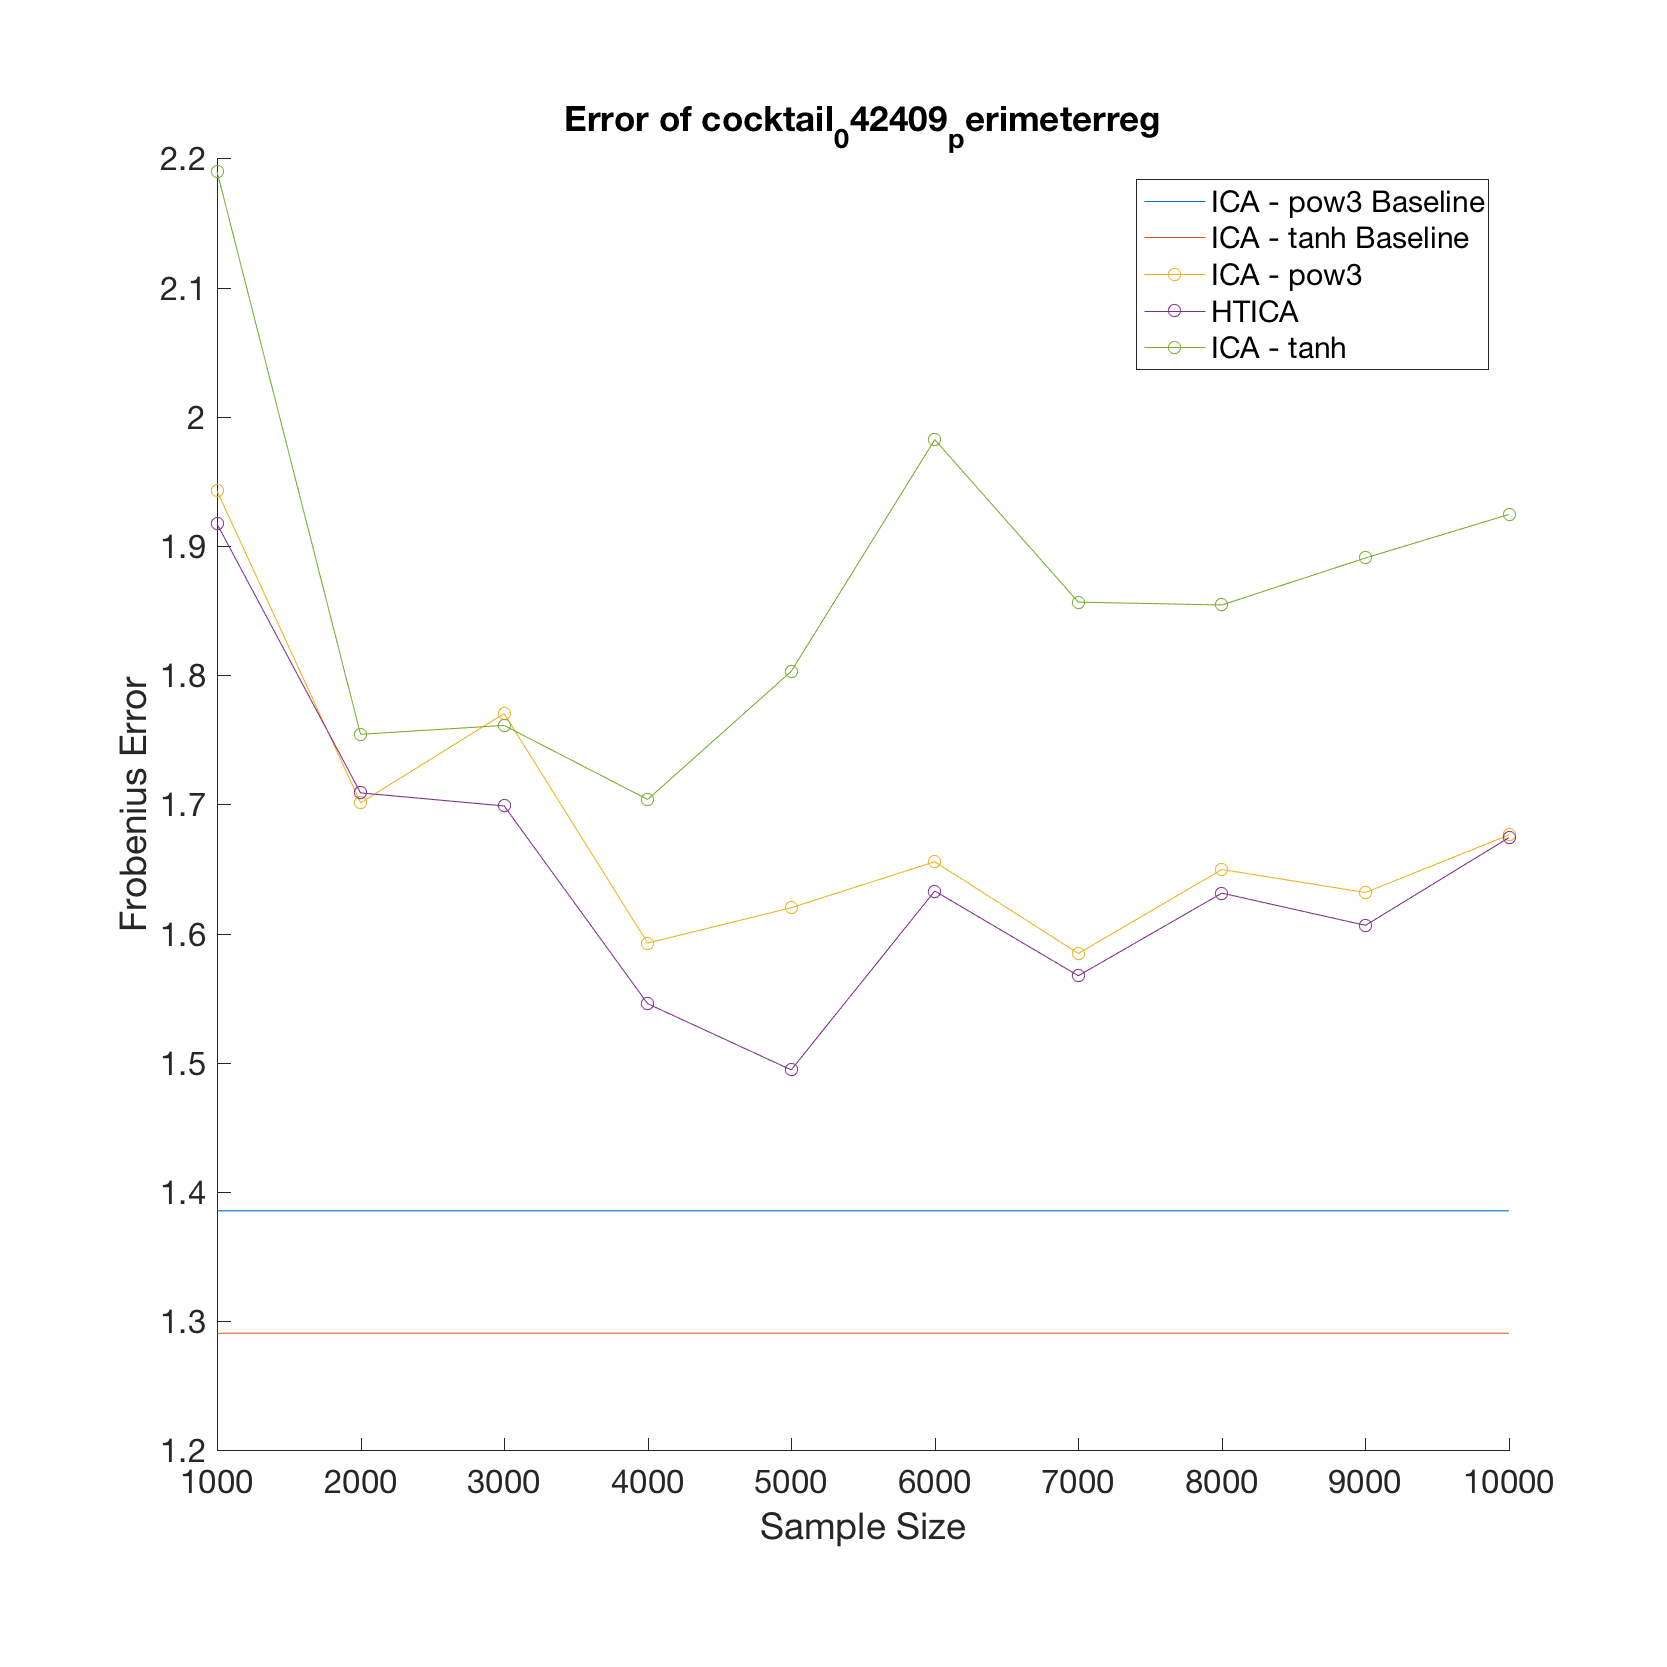 Error of cocktail_042409_perimeterreg
2.2
2.1
2
1.9
1.8
1.7
1.6
1.5
1.4
1.3
1.2
Frobenius Error
ICA - pow3 Baseline
ICA - tanh Baseline
ICA - pow3
HTICA
ICA - tanh
1000 2000 3000 4000 5000 6000 7000 8000 9000 10000
Sample Size